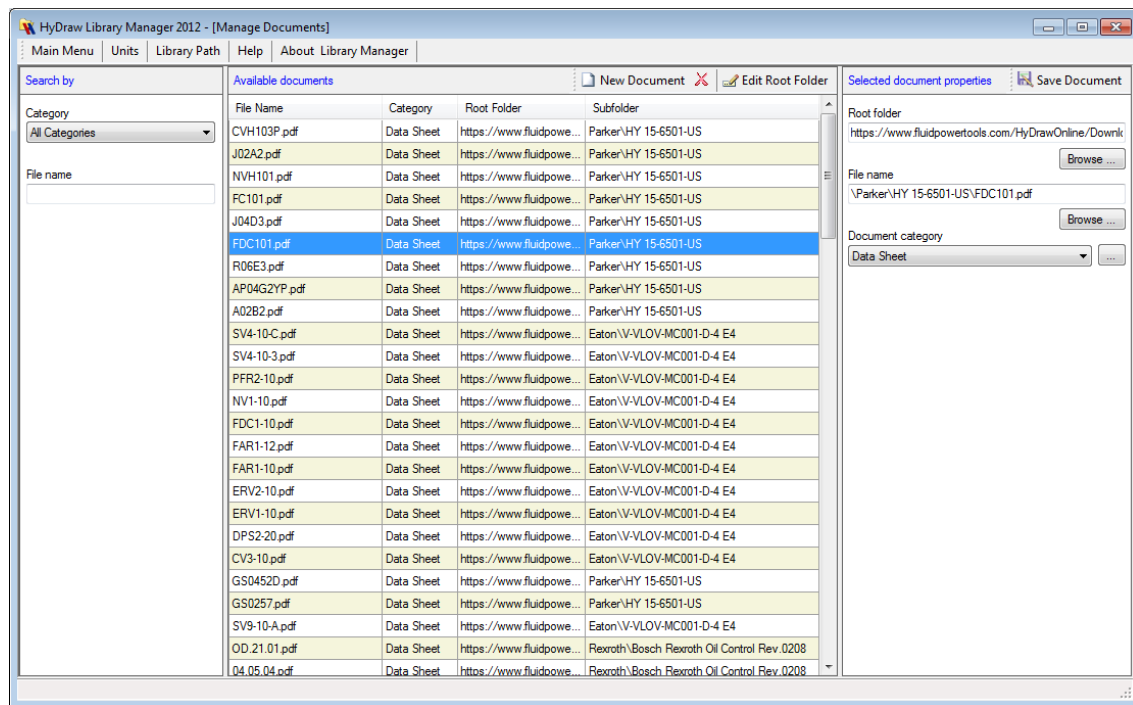 HyDraw Library Manager 2012 - [Manage Documents]
Main Menu Units Library Path Help About Library Manager
Search by
Category
All Categories
File name
Available documents New Document Edit Root Folder
File Name Category Root Folder Subfolder
CVH103P.pdf Data Sheet https://www.fluidpowe... Parker\HY 15-6501-US
J02A2.pdf Data Sheet https://www.fluidpowe... Parker\HY 15-6501-US
NVH101.pdf Data Sheet https://www.fluidpowe... Parker\HY 15-6501-US
FC101.pdf Data Sheet https://www.fluidpowe... Parker\HY 15-6501-US
J04D3.pdf Data Sheet https://www.fluidpowe... Parker\HY 15-6501-US
FDC101.pdf Data Sheet https://www.fluidpowe... Parker\HY 15-6501-US
R06E3.pdf Data Sheet https://www.fluidpowe... Parker\HY 15-6501-US
AP04G2YP.pdf Data Sheet https://www.fluidpowe... Parker\HY 15-6501-US
A02B2.pdf Data Sheet https://www.fluidpowe... Parker\HY 15-6501-US
SV4-10-C.pdf Data Sheet https://www.fluidpowe... Eaton\V-VLOV-MC001-D-4 E4
SV4-10-3.pdf Data Sheet https://www.fluidpowe... Eaton\V-VLOV-MC001-D-4 E4
PFR2-10.pdf Data Sheet https://www.fluidpowe... Eaton\V-VLOV-MC001-D-4 E4
NV1-10.pdf Data Sheet https://www.fluidpowe... Eaton\V-VLOV-MC001-D-4 E4
FDC1-10.pdf Data Sheet https://www.fluidpowe... Eaton\V-VLOV-MC001-D-4 E4
FAR1-12.pdf Data Sheet https://www.fluidpowe... Eaton\V-VLOV-MC001-D-4 E4
FAR1-10.pdf Data Sheet https://www.fluidpowe... Eaton\V-VLOV-MC001-D-4 E4
ERV2-10.pdf Data Sheet https://www.fluidpowe... Eaton\V-VLOV-MC001-D-4 E4
ERV1-10.pdf Data Sheet https://www.fluidpowe... Eaton\V-VLOV-MC001-D-4 E4
DPS2-20.pdf Data Sheet https://www.fluidpowe... Eaton\V-VLOV-MC001-D-4 E4
CV3-10.pdf Data Sheet https://www.fluidpowe... Eaton\V-VLOV-MC001-D-4 E4
GS0452D.pdf Data Sheet https://www.fluidpowe... Parker\HY 15-6501-US
GS0257.pdf Data Sheet https://www.fluidpowe... Parker\HY 15-6501-US
SV9-10-A.pdf Data Sheet https://www.fluidpowe... Eaton\V-VLOV-MC001-D-4 E4
OD.21.01.pdf Data Sheet https://www.fluidpowe... Rexroth\Bosch Rexroth Oil Control Rev.0208
04.05.04.pdf Data Sheet https://www.fluidpowe... Rexroth\Bosch Rexroth Oil Control Rev.0208
Selected document properties Save Document
Root folder
https://www.fluidpowertools.com/HyDrawOnline/Downl
Browse ...
File name
\Parker\HY 15-6501-US\FDC101.pdf
Browse ...
Document category
Data Sheet ...